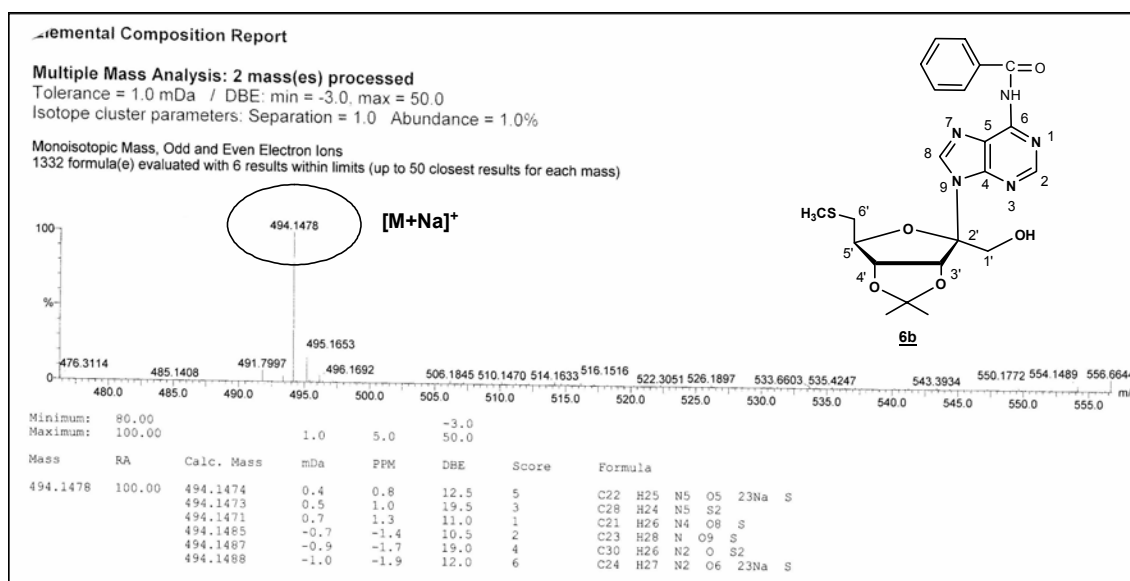 Elemental Composition Report
Multiple Mass Analysis: 2 mass(es) processed
Tolerance = 1.0 mDa / DBE: min = -3.0, max = 50.0
Isotope cluster parameters: Separation = 1.0 Abundance = 1.0%
Monoisotopic Mass, Odd and Even Electron Ions
1332 formula(e) evaluated with 6 results within limits (up to 50 closest results for each mass)
100
%
0
494.1478
[M+Na]+
476.3114 485.1408 491.7997 495.1653 496.1692 506.1845 510.1470 514.1633 516.1516 522.3051 526.1897 533.6603 535.4247 543.3934 550.1772 554.1489 556.6644
480.0 485.0 490.0 495.0 500.0 505.0 510.0 515.0 520.0 525.0 530.0 535.0 540.0 545.0 550.0 555.0 m/
C O
NH
6
7 N 5 N 1
8
9 N 4 N 2
3
H₃CS 6'
O 2' OH
5' 1'
4' 3'
O O
6b
Minimum: 80.00 -3.0
Maximum: 100.00 1.0 5.0 50.0
Mass RA Calc. Mass mDa PPM DBE Score Formula
494.1478 100.00 494.1474 0.4 0.8 12.5 5 C22 H25 N5 O5 23Na S
494.1473 0.5 1.0 19.5 3 C28 H24 N5 S2
494.1471 0.7 1.3 11.0 1 C21 H26 N4 O8 S
494.1485 -0.7 -1.4 10.5 2 C23 H28 N O9 S
494.1487 -0.9 -1.7 19.0 4 C30 H26 N2 O S2
494.1488 -1.0 -1.9 12.0 6 C24 H27 N2 O6 23Na S